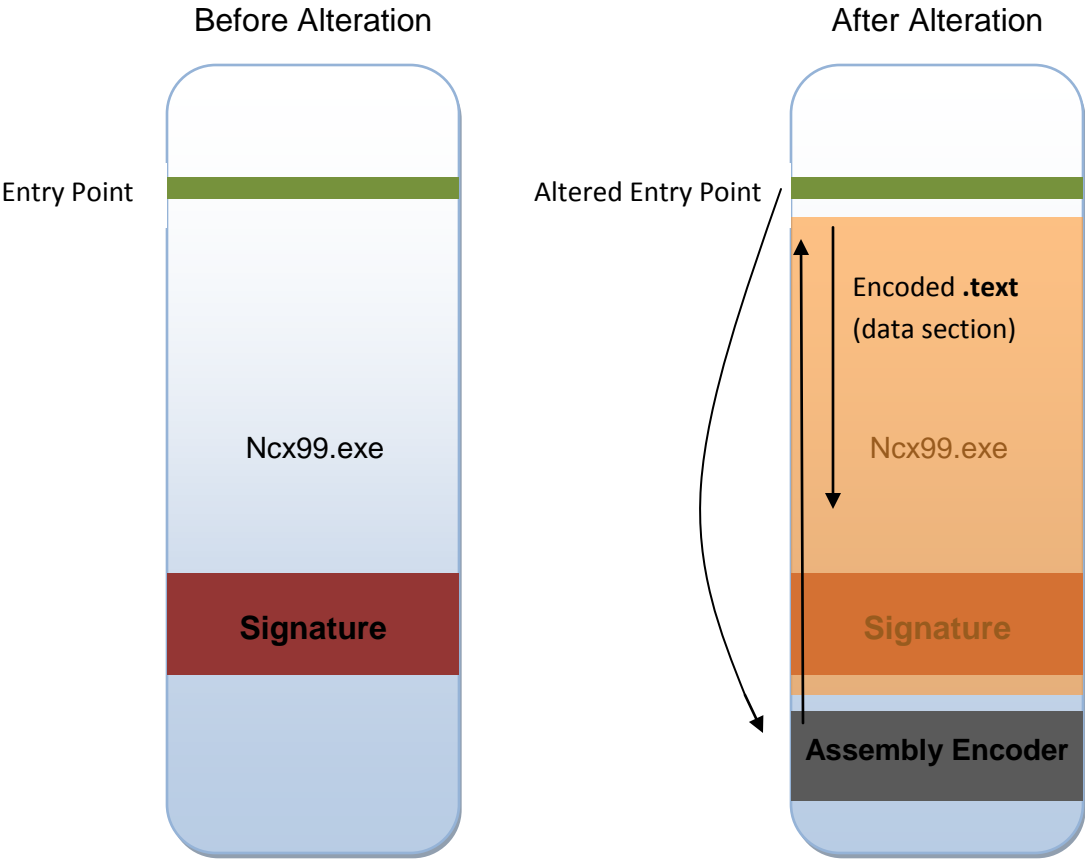 Before Alteration
After Alteration
Entry Point
Altered Entry Point
Encoded .text
(data section)
Ncx99.exe
Ncx99.exe
Signature
Signature
Assembly Encoder